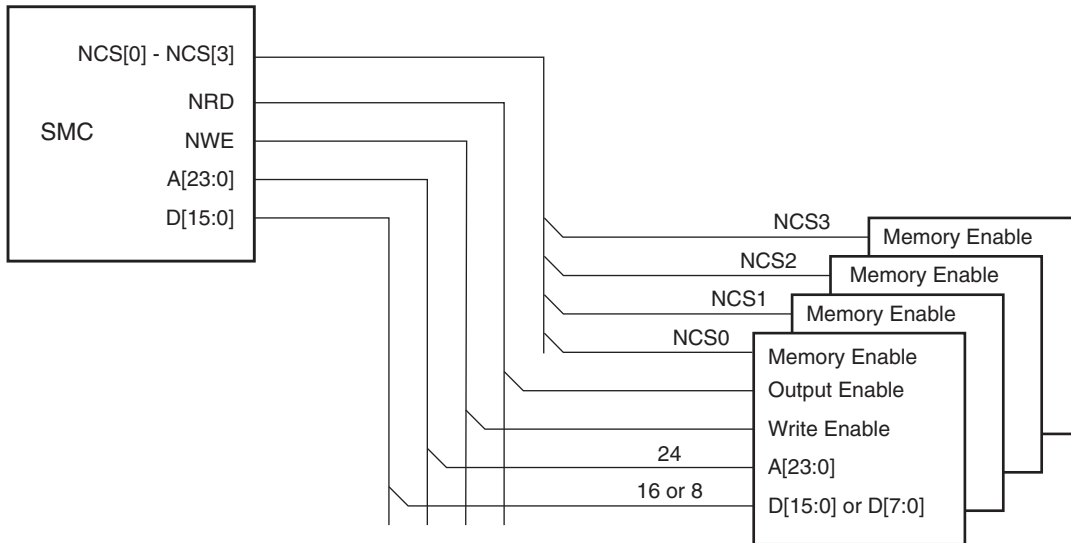 NCS[0] - NCS[3]
NRD
SMC
NWE
A[23:0]
D[15:0]
NCS3
Memory Enable
NCS2
Memory Enable
NCS1
Memory Enable
NCS0
Memory Enable
Output Enable
Write Enable
24
A[23:0]
16 or 8
D[15:0] or D[7:0]